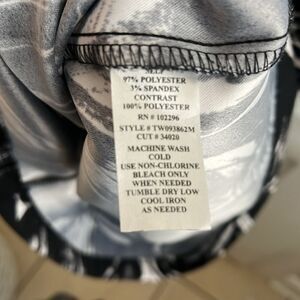 SELF
97% POLYESTER
3% SPANDEX
CONTRAST
100% POLYESTER
RN # 102296
STYLE # TW093862M
CUT # 34020
MACHINE WASH
COLD
USE NON-CHLORINE
BLEACH ONLY
WHEN NEEDED
TUMBLE DRY LOW
COOL IRON
AS NEEDED